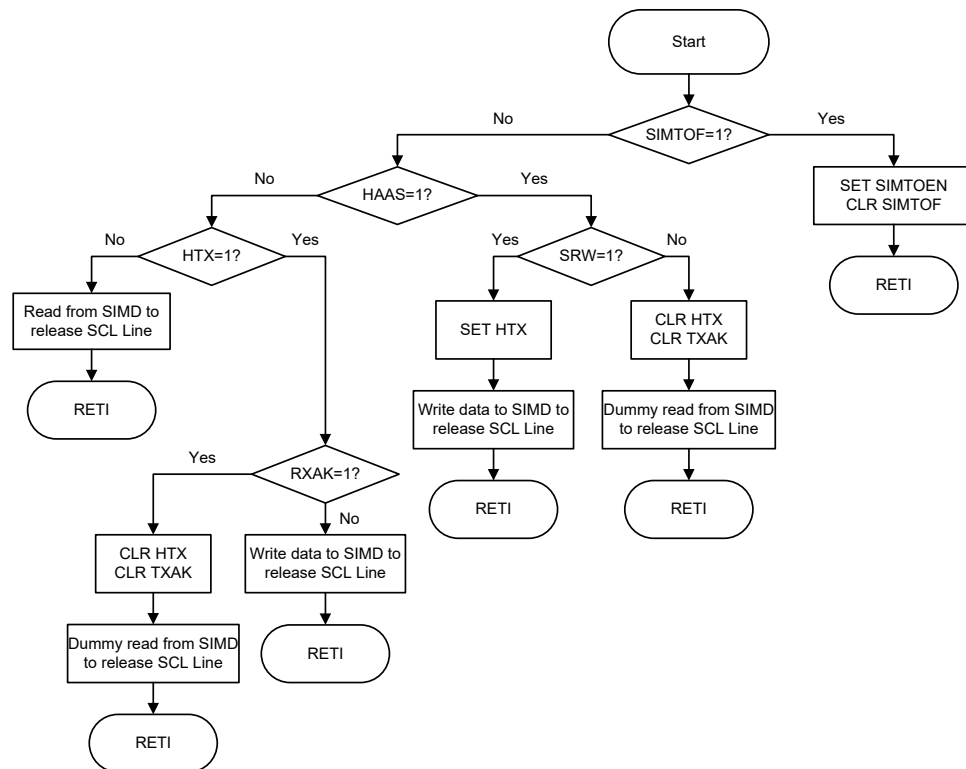 Start
SIMTOF=1?
No
Yes
SET SIMTOEN
CLR SIMTOF
RETI
HAAS=1?
No
Yes
HTX=1?
No
Yes
SRW=1?
Yes
No
Read from SIMD to
release SCL Line
RETI
SET HTX
Write data to SIMD to
release SCL Line
RETI
CLR HTX
CLR TXAK
Dummy read from SIMD
to release SCL Line
RETI
RXAK=1?
Yes
No
CLR HTX
CLR TXAK
Dummy read from SIMD
to release SCL Line
RETI
Write data to SIMD to
release SCL Line
RETI